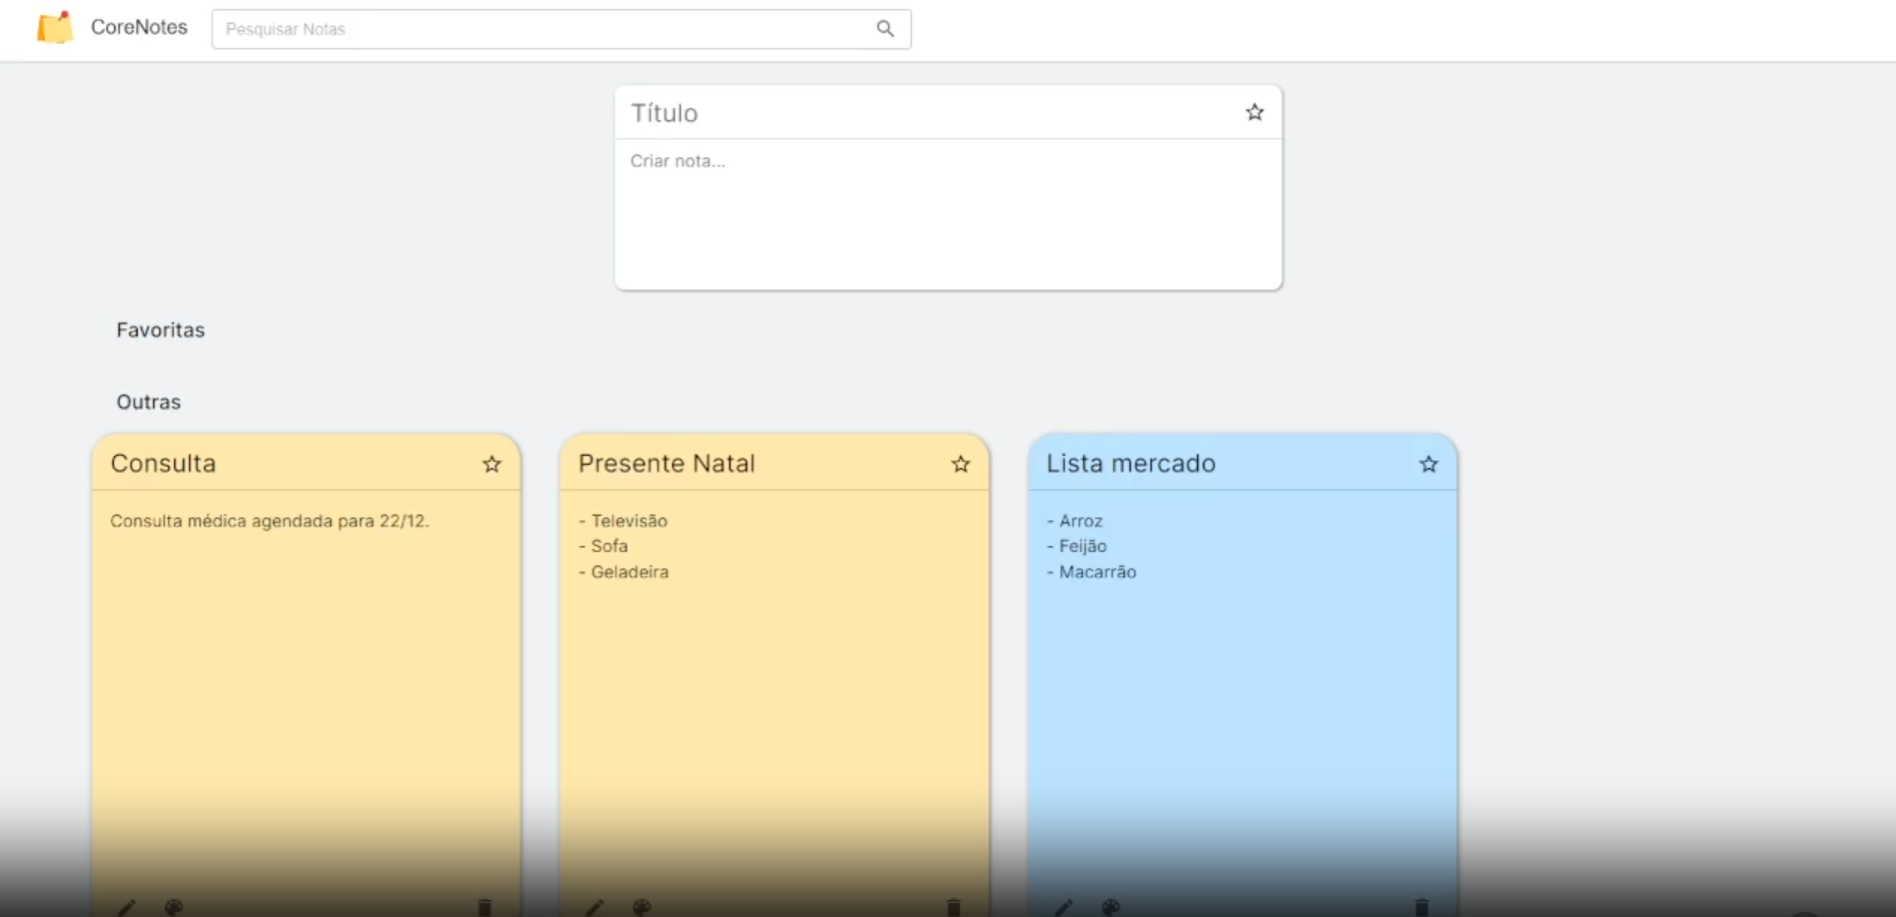 CoreNotes
Pesquisar Notas
Título
Criar nota...
Favoritas
Outras
Consulta
Consulta médica agendada para 22/12.
Presente Natal
- Televisão
- Sofa
- Geladeira
Lista mercado
- Arroz
- Feijão
- Macarrão